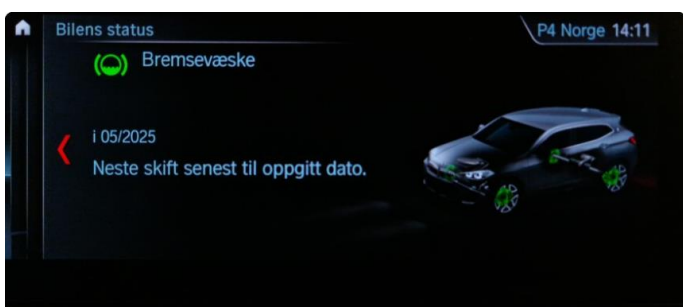 Bilens status
P4 Norge 14:11
Bremsevæske
i 05/2025
Neste skift senest til oppgitt dato.